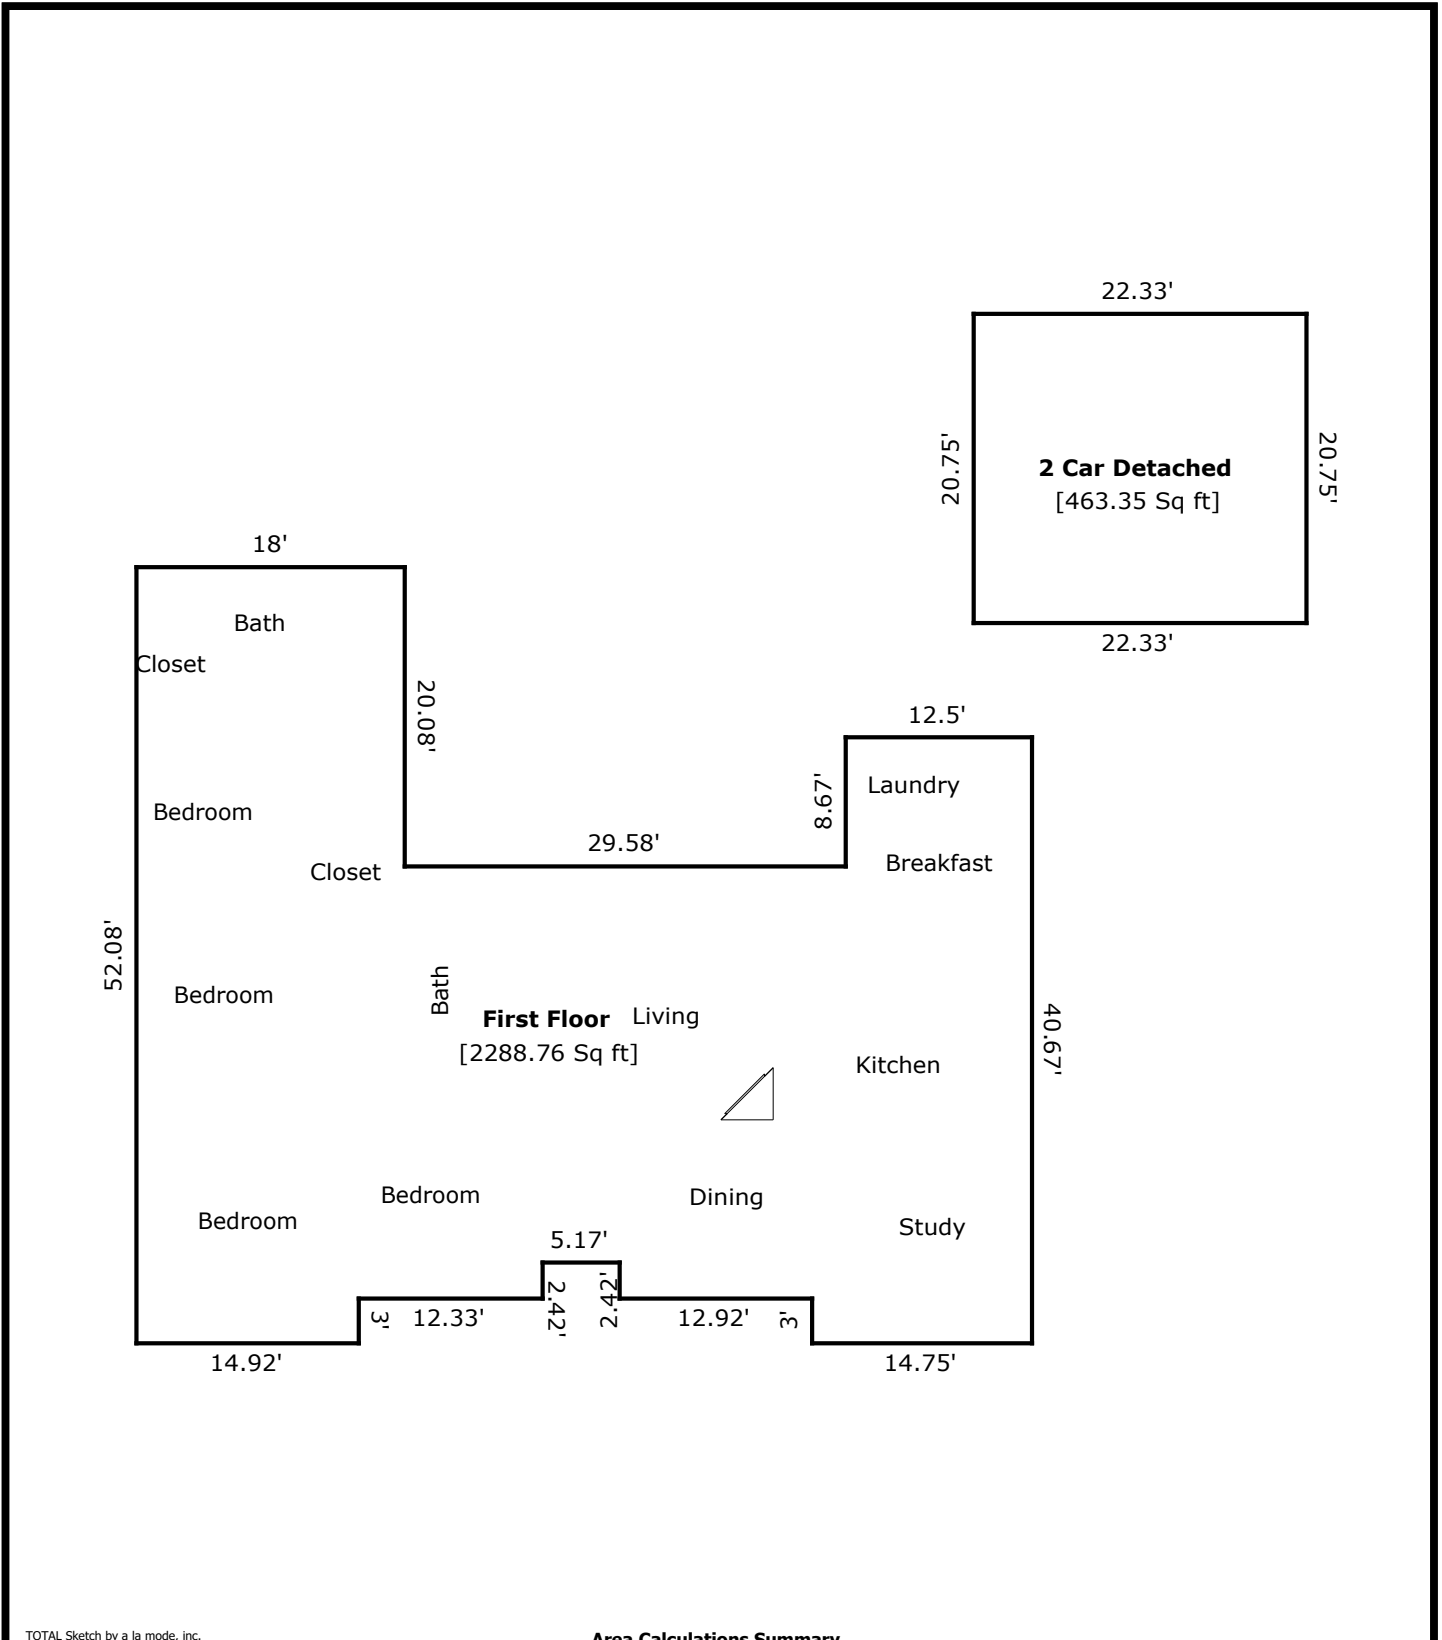 22.33'
20.75'
2 Car Detached
[463.35 Sq ft]
20.75'
22.33'
18'
Bath
Closet
20.08'
12.5'
Laundry
8.67'
Bedroom
29.58'
Breakfast
Closet
52.08'
Bedroom
Bath
First Floor
Living
[2288.76 Sq ft]
Kitchen
40.67'
Bedroom
Dining
Bedroom
Study
5.17'
2.42'
2.42'
3'
12.33'
12.92'
3'
14.92'
14.75'
TOTAL Sketch by a la mode, inc.
Area Calculations Summary